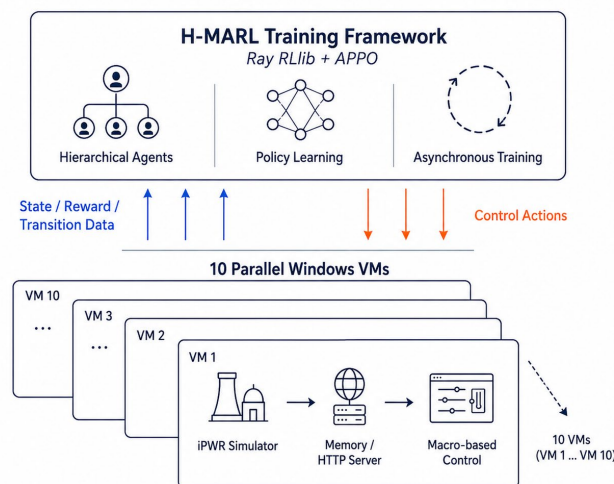 H-MARL Training Framework
Ray RLlib + APPO
Hierarchical Agents
Policy Learning
Asynchronous Training
State / Reward /
Transition Data
Control Actions
10 Parallel Windows VMs
VM 10
...
VM 3
...
VM 2
VM 1
iPWR Simulator
Memory /
HTTP Server
Macro-based
Control
10 VMs
(VM 1 ... VM 10)